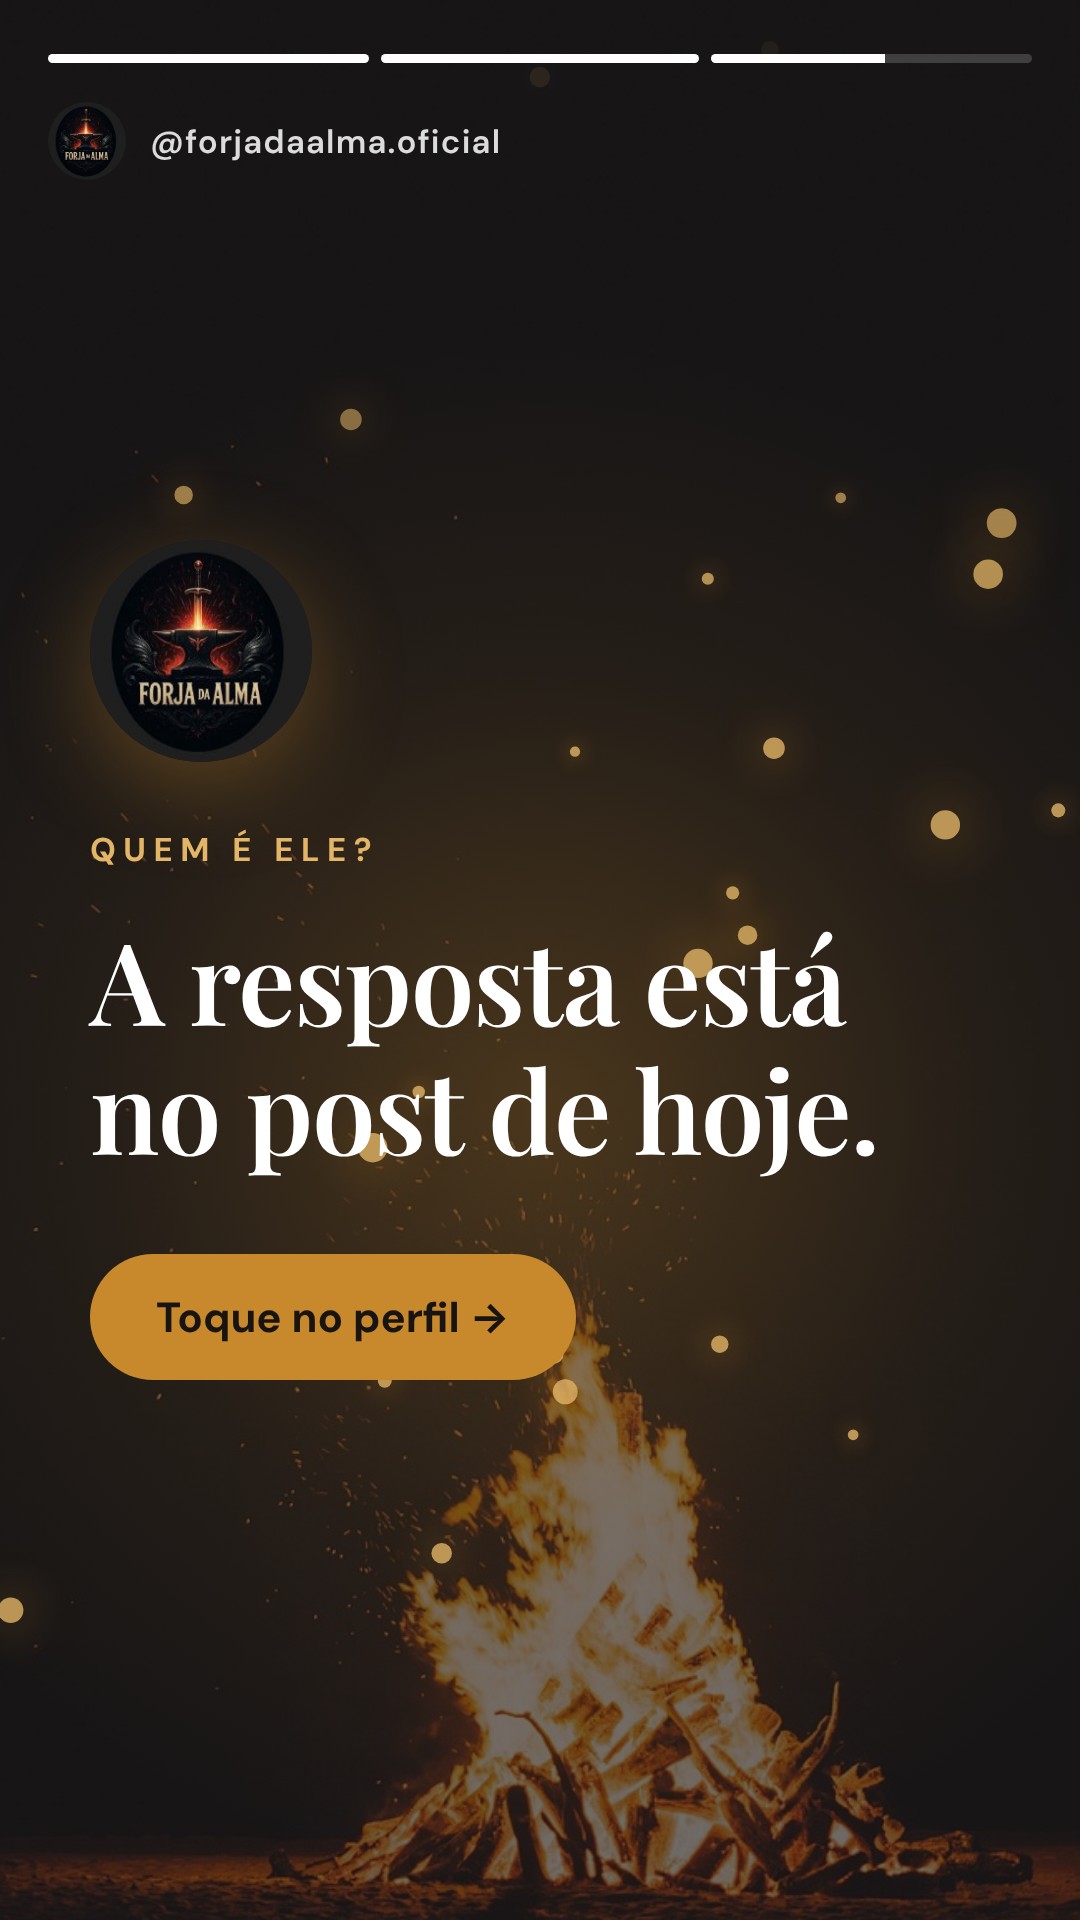 FORJA DA ALMA
@forjadaalma.oficial
FORJA DA ALMA
QUEM É ELE?
A resposta está
no post de hoje.
Toque no perfil →